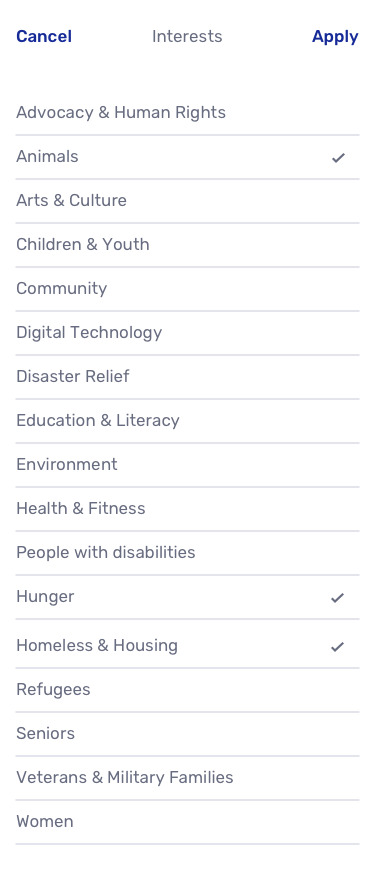 Cancel Interests Apply
Advocacy & Human Rights
Animals
Arts & Culture
Children & Youth
Community
Digital Technology
Disaster Relief
Education & Literacy
Environment
Health & Fitness
People with disabilities
Hunger
Homeless & Housing
Refugees
Seniors
Veterans & Military Families
Women